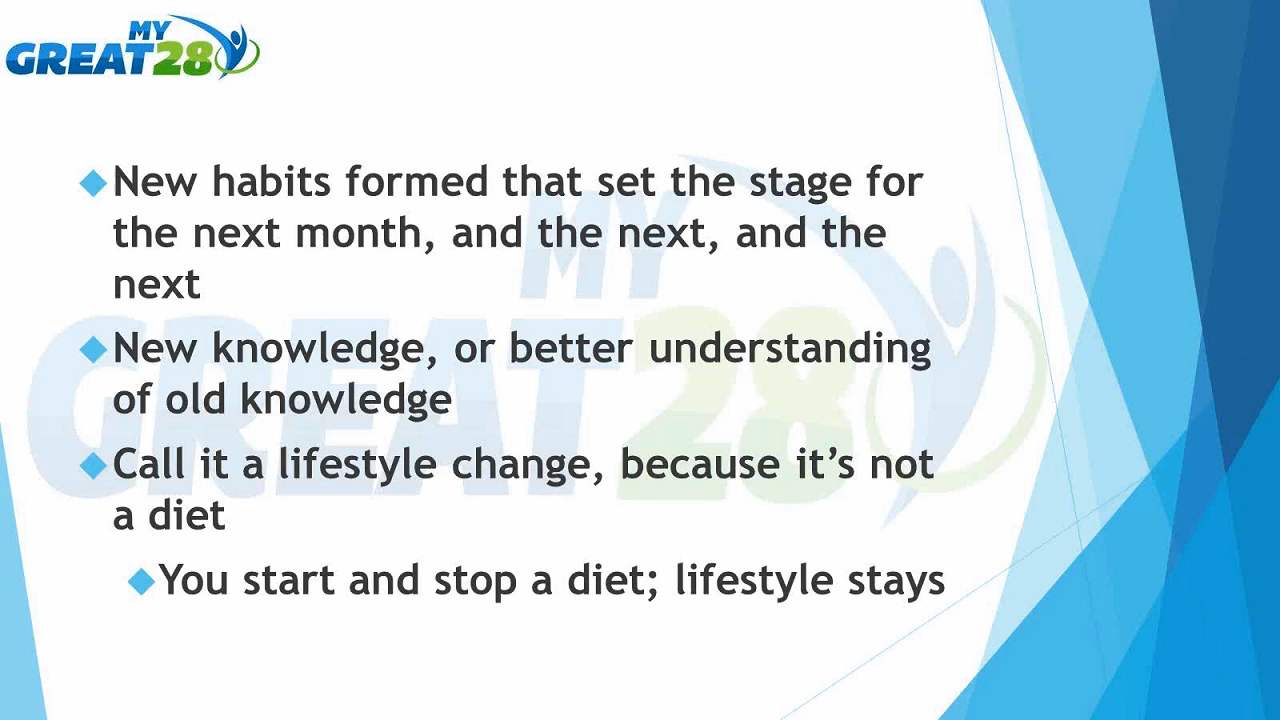 MY
GREAT28
New habits formed that set the stage for
the next month, and the next, and the
next
New knowledge, or better understanding
of old knowledge
Call it a lifestyle change, because it’s not
a diet
You start and stop a diet; lifestyle stays
MY
GREAT28